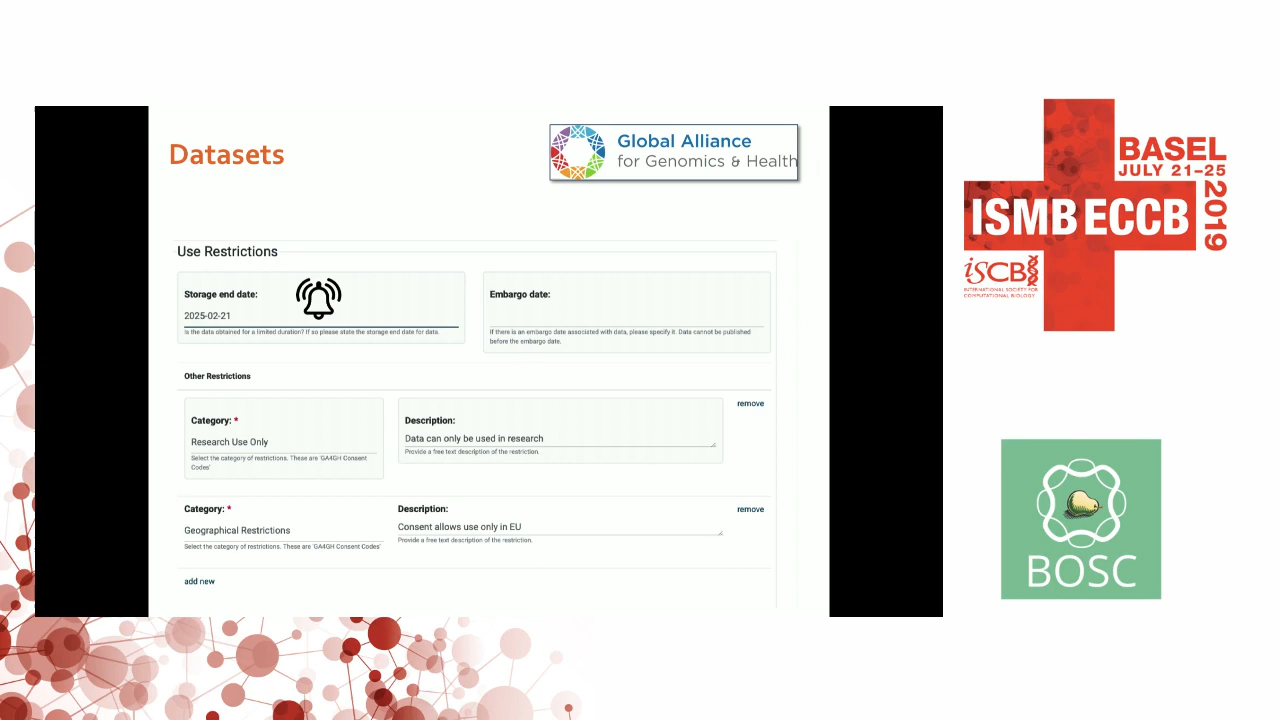 Datasets
Global Alliance
for Genomics & Health
Use Restrictions
Storage end date:
2025-02-21
Is the data obtained for a limited duration? If so please state the storage end date for data.
Embargo date:
If there is an embargo date associated with data, please specify it. Data cannot be published
before the embargo date.
Other Restrictions
Category: *
Research Use Only
Select the category of restrictions. These are 'GA4GH Consent
Codes'
Description:
Data can only be used in research
Provide a free text description of the restriction.
remove
Category: *
Geographical Restrictions
Select the category of restrictions. These are 'GA4GH Consent Codes'
Description:
Consent allows use only in EU
Provide a free text description of the restriction.
remove
add new
BASEL
JULY 21–25
2019
ISMB ECCB
ISCB
INTERNATIONAL SOCIETY FOR
COMPUTATIONAL BIOLOGY
BOSC